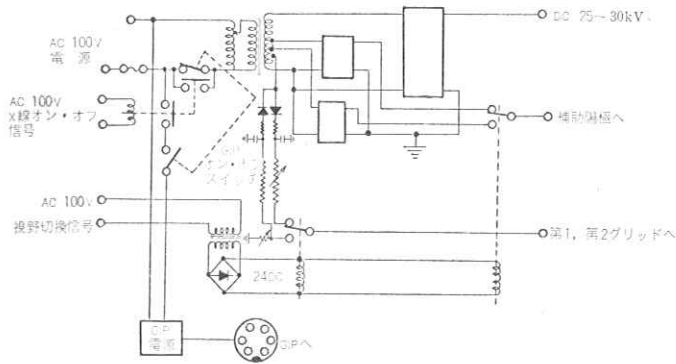 AC 100V
電 源
DC 25〜30kV
AC 100V
X線オン・オフ
信号
補助陽極へ
オン・オフ
スイッチ
AC 100V
視野切換信号
第1, 第2グリッドへ
24DC
電源
GIPへ